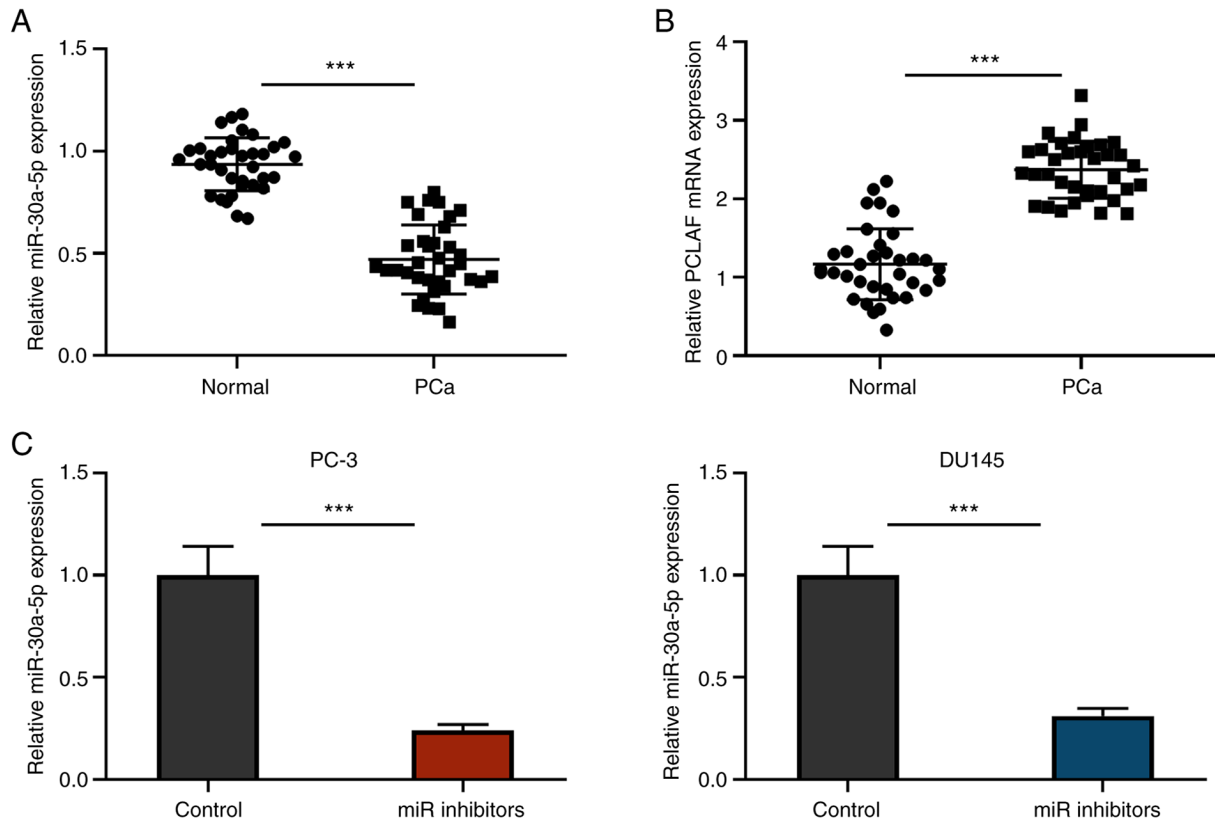 A
Relative miR-30a-5p expression
1.5
1.0
0.5
0.0
***
Normal
PCa
B
Relative PCLAF mRNA expression
4
3
2
1
0
***
Normal
PCa
C
PC-3
Relative miR-30a-5p expression
1.5
1.0
0.5
0.0
***
Control
miR inhibitors
DU145
Relative miR-30a-5p expression
1.5
1.0
0.5
0.0
***
Control
miR inhibitors